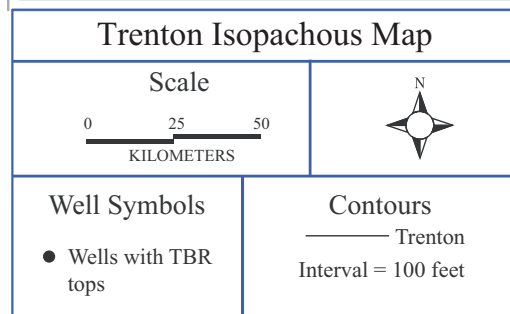 Trenton Isopachous Map
Scale
0 25 50
KILOMETERS
N
Well Symbols
Wells with TBR
tops
Contours
Trenton
Interval = 100 feet